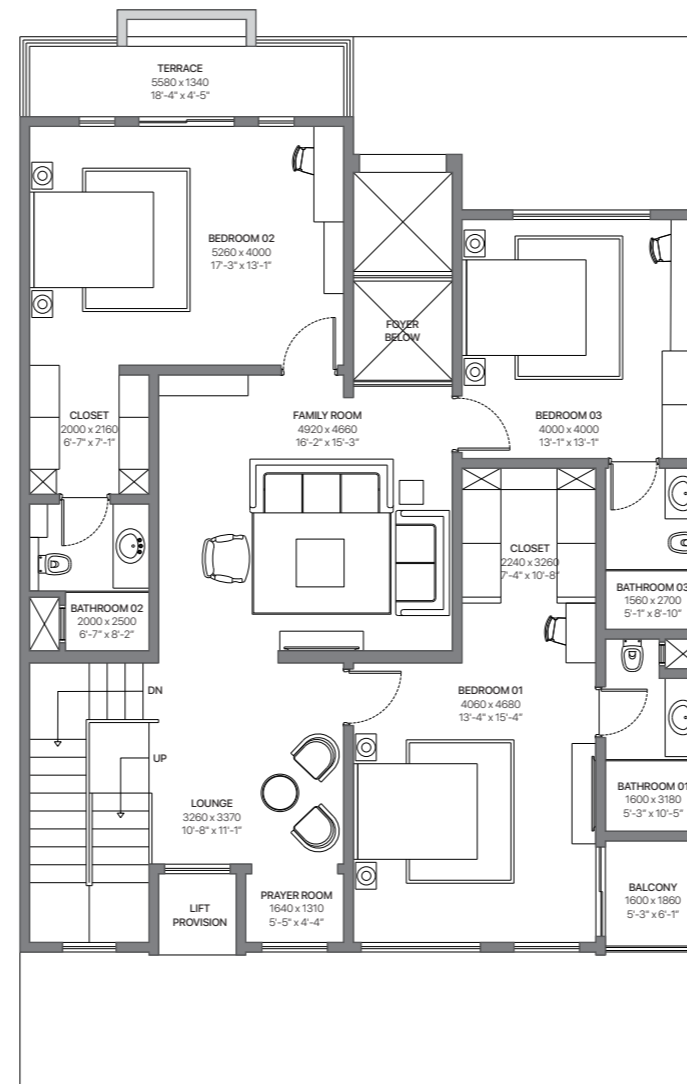 TERRACE
5580 x 1340
18'-4" x 4'-5"
BEDROOM 02
5260 x 4000
17'-3" x 13'-1"
FOYER
BELOW
CLOSET
2000 x 2160
6'-7" x 7'-1"
FAMILY ROOM
4920 x 4660
16'-2" x 15'-3"
BEDROOM 03
4000 x 4000
13'-1" x 13'-1"
CLOSET
2240 x 3260
7'-4" x 10'-8"
BATHROOM 02
2000 x 2500
6'-7" x 8'-2"
BATHROOM 03
1560 x 2700
5'-1" x 8'-10"
DN
UP
BEDROOM 01
4060 x 4680
13'-4" x 15'-4"
LOUNGE
3260 x 3370
10'-8" x 11'-1"
BATHROOM 01
1600 x 3180
5'-3" x 10'-5"
LIFT
PROVISION
PRAYER ROOM
1640 x 1310
5'-5" x 4'-4"
BALCONY
1600 x 1860
5'-3" x 6'-1"